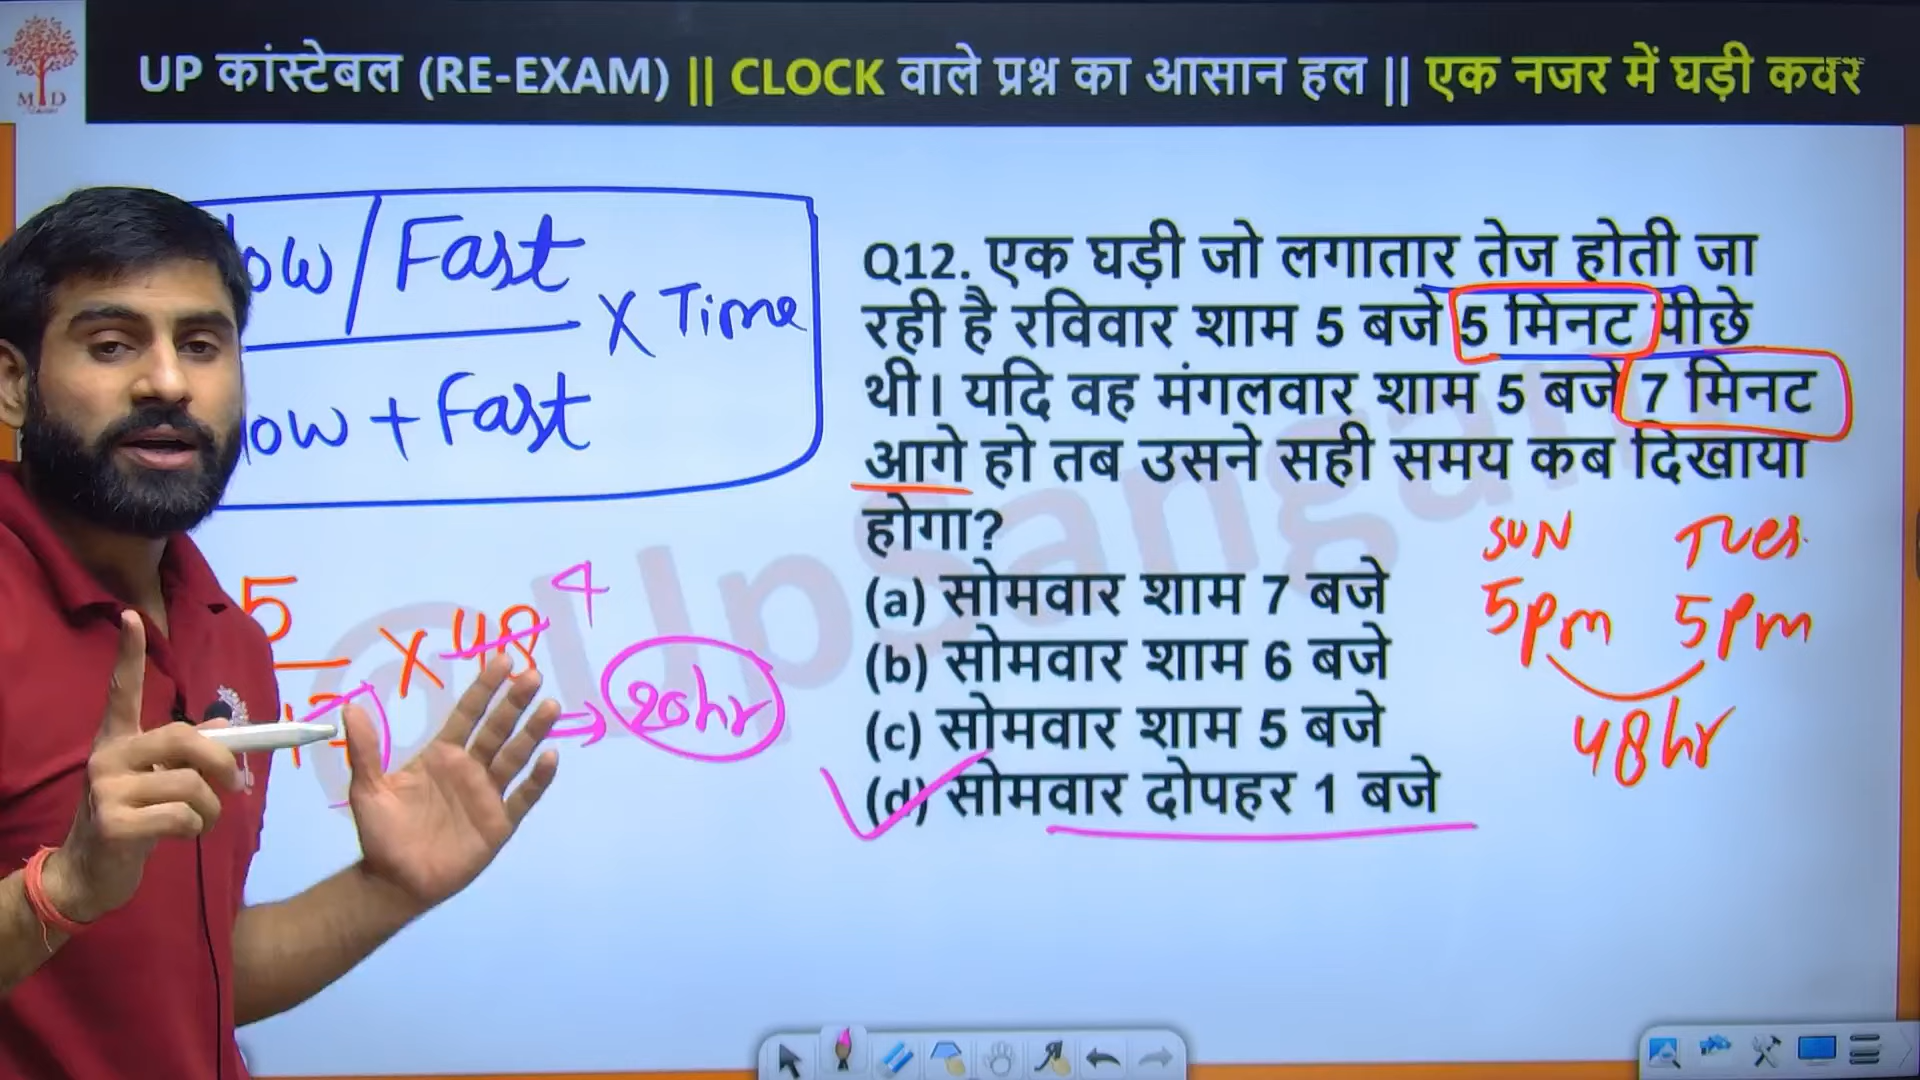 UP कांस्टेबल (RE-EXAM) || CLOCK वाले प्रश्न का आसान हल || एक नजर में घड़ी कवर
M D
low / Fast
X Time
low + Fast
Q12. एक घड़ी जो लगातार तेज होती जा
रही है रविवार शाम 5 बजे 5 मिनट पीछे
थी। यदि वह मंगलवार शाम 5 बजे 7 मिनट
आगे हो तब उसने सही समय कब दिखाया
होगा?
(a) सोमवार शाम 7 बजे
(b) सोमवार शाम 6 बजे
(c) सोमवार शाम 5 बजे
(d) सोमवार दोपहर 1 बजे
SUN Tues.
5pm 5pm
48hr
5
X 48 4
⇒ 20hr
@UpSangam